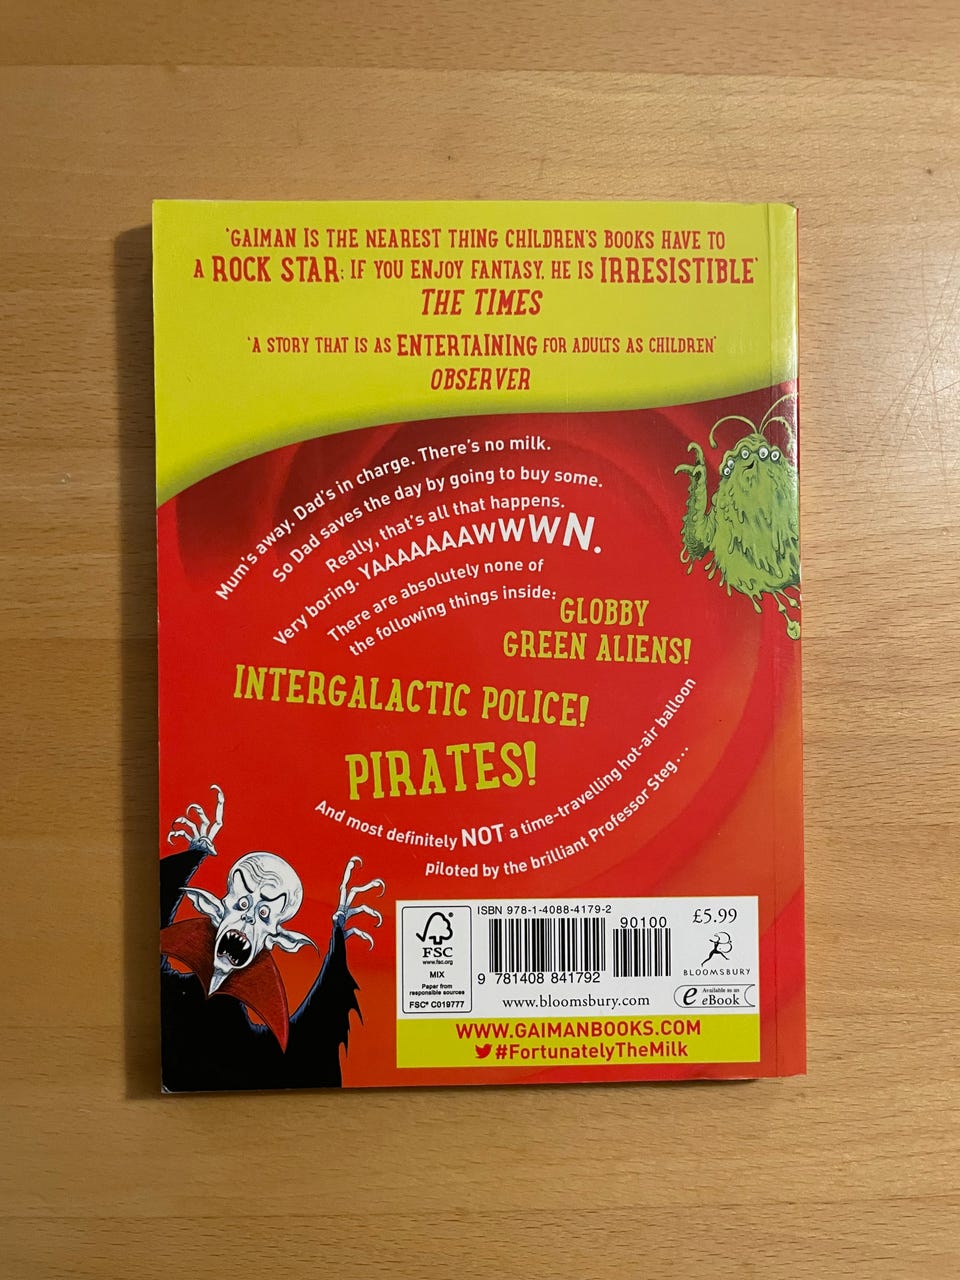 'GAIMAN IS THE NEAREST THING CHILDREN'S BOOKS HAVE TO
A ROCK STAR; IF YOU ENJOY FANTASY, HE IS IRRESISTIBLE'
THE TIMES
'A STORY THAT IS AS ENTERTAINING FOR ADULTS AS CHILDREN'
OBSERVER
Mum's away. Dad's in charge. There's no milk.
So Dad saves the day by going to buy some.
Really, that's all that happens.
Very boring. YAAAAAAAWWWN.
There are absolutely none of
the following things inside:
GLOBBY
GREEN ALIENS!
INTERGALACTIC POLICE!
PIRATES!
And most definitely NOT a time-travelling hot-air balloon
piloted by the brilliant Professor Steg ...
FSC
www.fsc.org
MIX
Paper from
responsible sources
FSC® C019777
ISBN 978-1-4088-4179-2
90100
9 781408 841792
www.bloomsbury.com
£5.99
BLOOMSBURY
e Available as an
eBook
WWW.GAIMANBOOKS.COM
#FortunatelyTheMilk